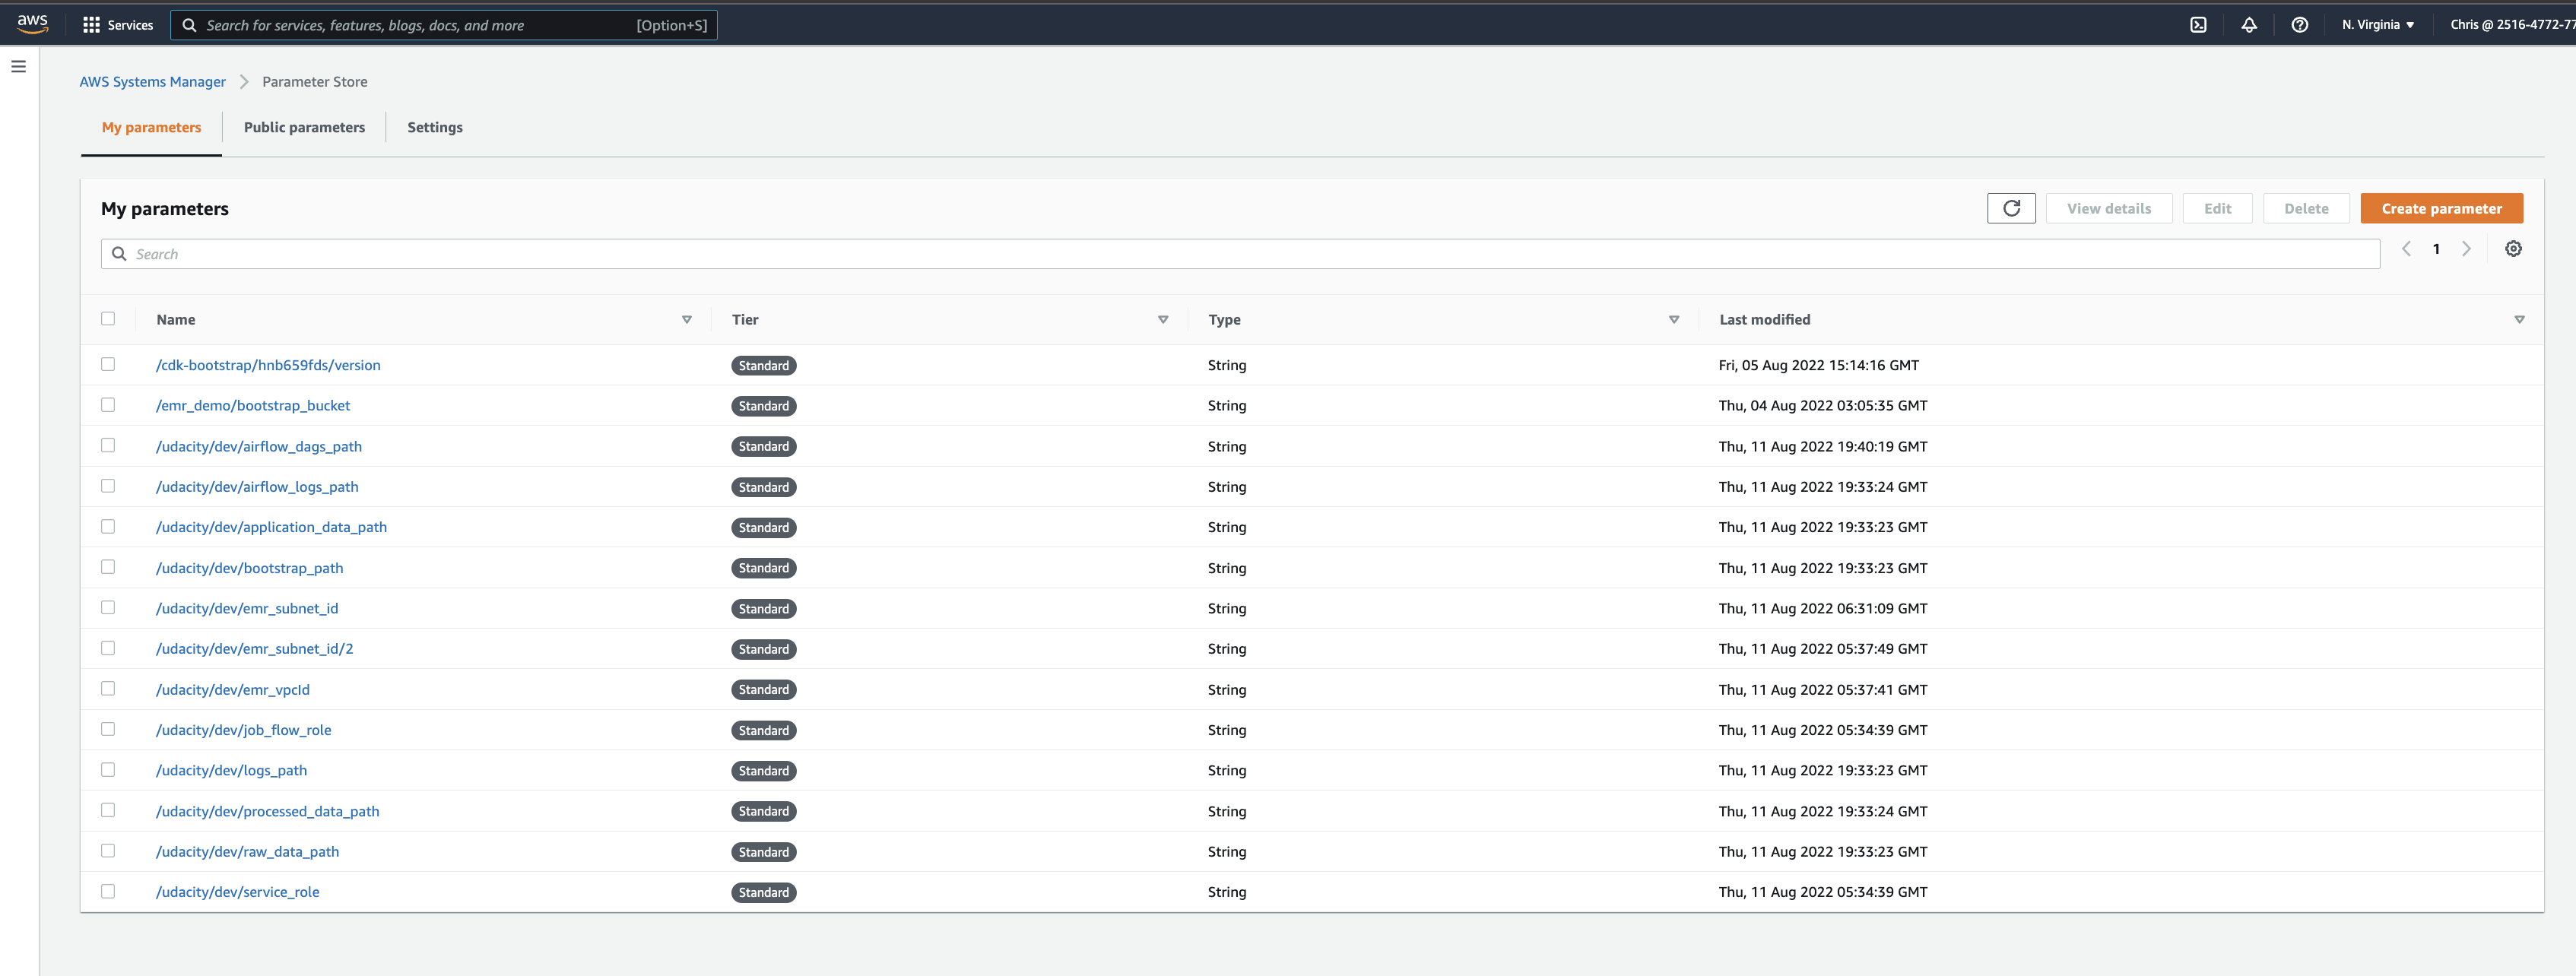 aws Services Search for services, features, blogs, docs, and more [Option+S] N. Virginia Chris @ 2516-4772-77
AWS Systems Manager Parameter Store
My parameters Public parameters Settings
My parameters View details Edit Delete Create parameter
Search 1
Name Tier Type Last modified
/cdk-bootstrap/hnb659fds/version Standard String Fri, 05 Aug 2022 15:14:16 GMT
/emr_demo/bootstrap_bucket Standard String Thu, 04 Aug 2022 03:05:35 GMT
/udacity/dev/airflow_dags_path Standard String Thu, 11 Aug 2022 19:40:19 GMT
/udacity/dev/airflow_logs_path Standard String Thu, 11 Aug 2022 19:33:24 GMT
/udacity/dev/application_data_path Standard String Thu, 11 Aug 2022 19:33:23 GMT
/udacity/dev/bootstrap_path Standard String Thu, 11 Aug 2022 19:33:23 GMT
/udacity/dev/emr_subnet_id Standard String Thu, 11 Aug 2022 06:31:09 GMT
/udacity/dev/emr_subnet_id/2 Standard String Thu, 11 Aug 2022 05:37:49 GMT
/udacity/dev/emr_vpcId Standard String Thu, 11 Aug 2022 05:37:41 GMT
/udacity/dev/job_flow_role Standard String Thu, 11 Aug 2022 05:34:39 GMT
/udacity/dev/logs_path Standard String Thu, 11 Aug 2022 19:33:23 GMT
/udacity/dev/processed_data_path Standard String Thu, 11 Aug 2022 19:33:24 GMT
/udacity/dev/raw_data_path Standard String Thu, 11 Aug 2022 19:33:23 GMT
/udacity/dev/service_role Standard String Thu, 11 Aug 2022 05:34:39 GMT